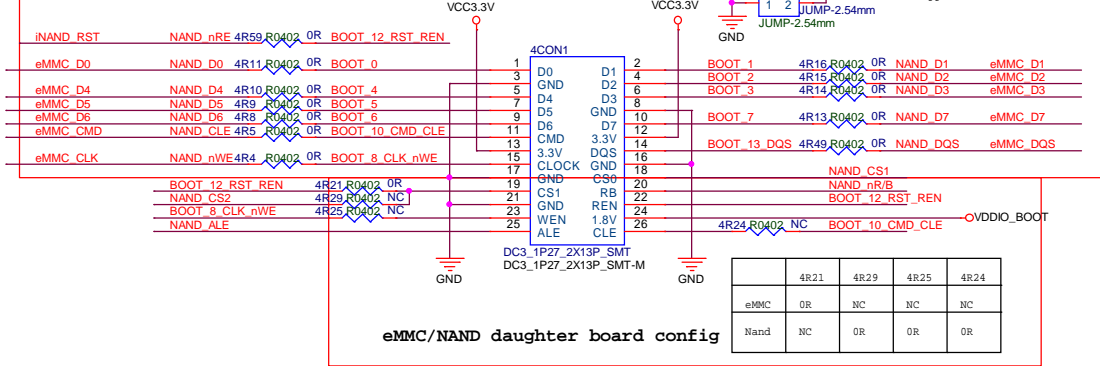 VCC3.3V
VCC3.3V
1 2
JUMP-2.54mm
JUMP-2.54mm
GND
iNAND_RST NAND_nRE 4R59 R0402 0R BOOT_12_RST_REN
4CON1
eMMC_D0 NAND_D0 4R11 R0402 0R BOOT_0 1 D0 D1 2 BOOT_1 4R16 R0402 0R NAND_D1 eMMC_D1
3 GND D2 4 BOOT_2 4R15 R0402 0R NAND_D2 eMMC_D2
eMMC_D4 NAND_D4 4R10 R0402 0R BOOT_4 5 D4 D3 6 BOOT_3 4R14 R0402 0R NAND_D3 eMMC_D3
eMMC_D5 NAND_D5 4R9 R0402 0R BOOT_5 7 D5 GND 8
eMMC_D6 NAND_D6 4R8 R0402 0R BOOT_6 9 D6 D7 10 BOOT_7 4R13 R0402 0R NAND_D7 eMMC_D7
eMMC_CMD NAND_CLE 4R5 R0402 0R BOOT_10_CMD_CLE 11 CMD 3.3V 12
13 3.3V DQS 14 BOOT_13_DQS 4R49 R0402 0R NAND_DQS eMMC_DQS
eMMC_CLK NAND_nWE 4R4 R0402 0R BOOT_8_CLK_nWE 15 CLOCK GND 16
17 GND CS0 18 NAND_CS1
BOOT_12_RST_REN 4R21 R0402 0R 19 CS1 RB 20 NAND_nR/B
NAND_CS2 4R29 R0402 NC 21 GND REN 22 BOOT_12_RST_REN
BOOT_8_CLK_nWE 4R25 R0402 NC 23 WEN 1.8V 24 VDDIO_BOOT
NAND_ALE 25 ALE CLE 26 4R24 R0402 NC BOOT_10_CMD_CLE
DC3_1P27_2X13P_SMT
DC3_1P27_2X13P_SMT-M
GND
GND
4R21 4R29 4R25 4R24
eMMC 0R NC NC NC
Nand NC 0R 0R 0R
eMMC/NAND daughter board config